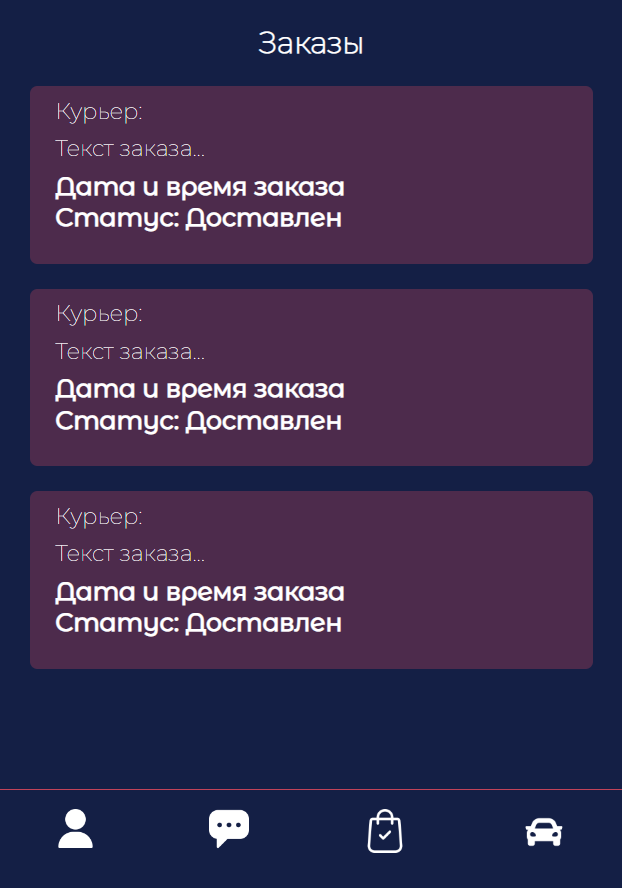 Заказы
Курьер:
Текст заказа...
Дата и время заказа
Статус: Доставлен
Курьер:
Текст заказа...
Дата и время заказа
Статус: Доставлен
Курьер:
Текст заказа...
Дата и время заказа
Статус: Доставлен